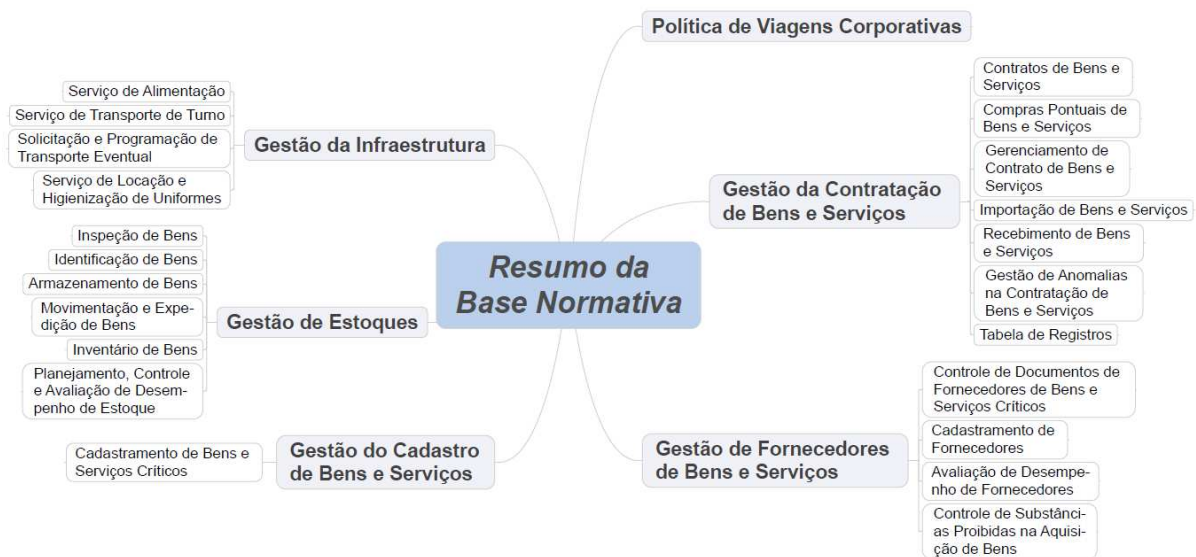 Resumo da
Base Normativa
Política de Viagens Corporativas
Gestão da Contratação
de Bens e Serviços
Contratos de Bens e
Serviços
Compras Pontuais de
Bens e Serviços
Gerenciamento de
Contrato de Bens e
Serviços
Importação de Bens e Serviços
Recebimento de Bens
e Serviços
Gestão de Anomalias
na Contratação de
Bens e Serviços
Tabela de Registros
Gestão de Fornecedores
de Bens e Serviços
Controle de Documentos de
Fornecedores de Bens e
Serviços Críticos
Cadastramento de
Fornecedores
Avaliação de Desempe-
nho de Fornecedores
Controle de Substânci-
as Proibidas na Aquisi-
ção de Bens
Gestão da Infraestrutura
Serviço de Alimentação
Serviço de Transporte de Turno
Solicitação e Programação de
Transporte Eventual
Serviço de Locação e
Higienização de Uniformes
Gestão de Estoques
Inspeção de Bens
Identificação de Bens
Armazenamento de Bens
Movimentação e Expe-
dição de Bens
Inventário de Bens
Planejamento, Controle
e Avaliação de Desem-
penho de Estoque
Gestão do Cadastro
de Bens e Serviços
Cadastramento de Bens e
Serviços Críticos